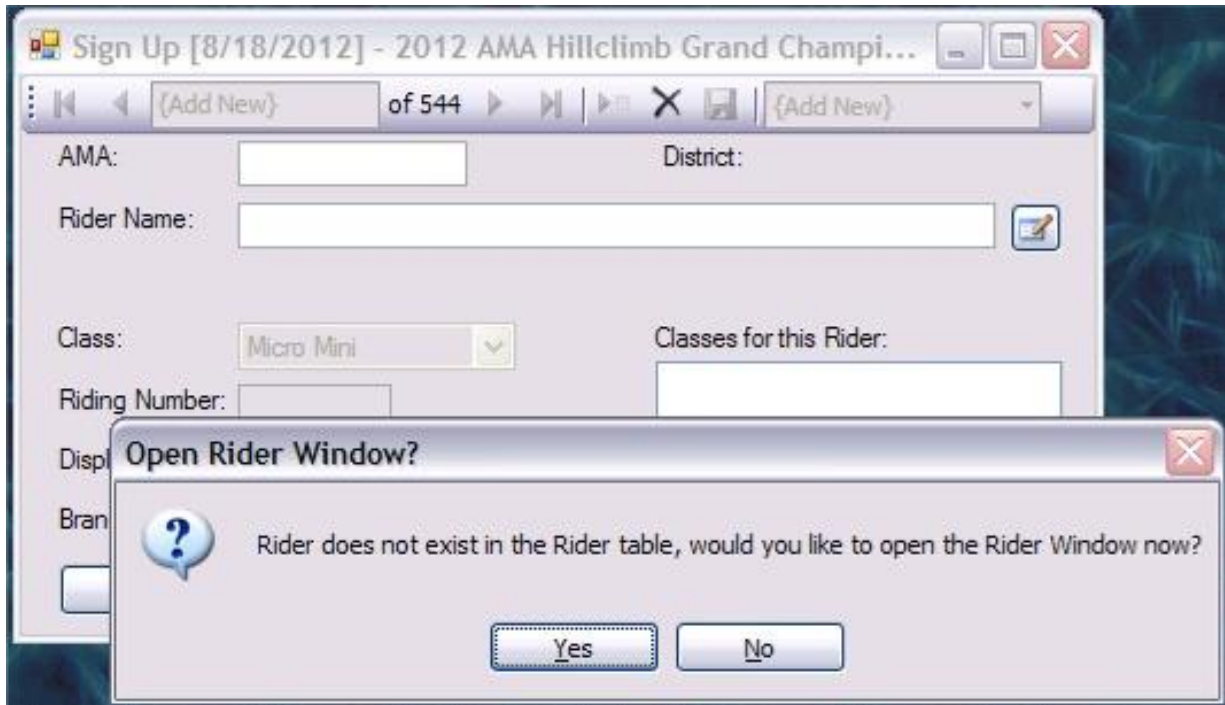 Sign Up [8/18/2012] - 2012 AMA Hillclimb Grand Champi...
{Add New} of 544 {Add New}
AMA: District:
Rider Name:
Class: Micro Mini Classes for this Rider:
Riding Number:
Displ
Bran
Open Rider Window?
Rider does not exist in the Rider table, would you like to open the Rider Window now?
Yes No